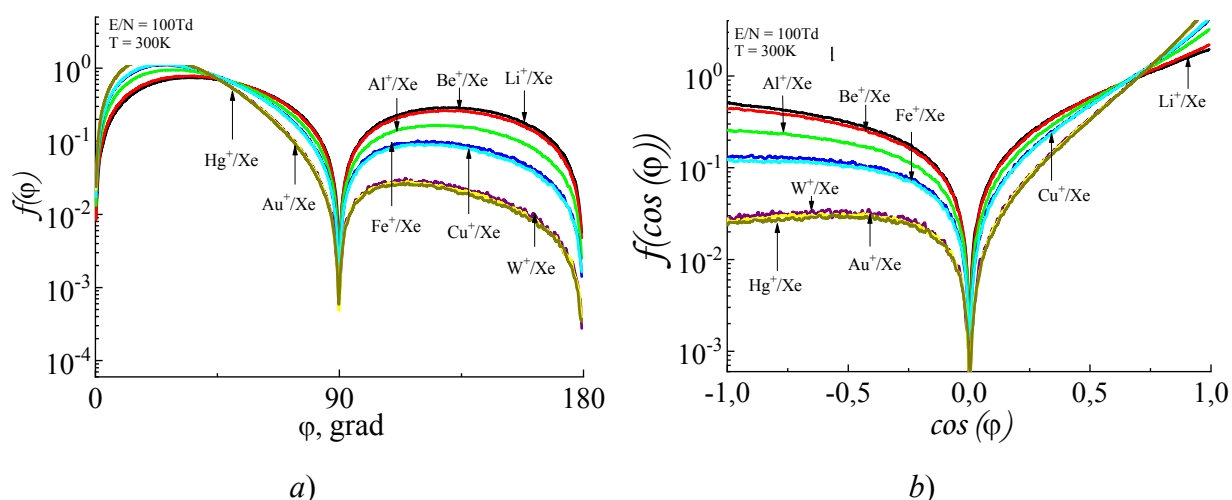 E/N = 100Td
T = 300K
10^0
10^-1
10^-2
10^-3
10^-4
f(φ)
Al+/Xe
Be+/Xe
Li+/Xe
Hg+/Xe
Au+/Xe
Fe+/Xe
Cu+/Xe
W+/Xe
0
90
180
φ, grad
a)
E/N = 100Td
T = 300K
10^0
10^-1
10^-2
10^-3
f(cos (φ))
Al+/Xe
Be+/Xe
Fe+/Xe
Li+/Xe
W+/Xe
Cu+/Xe
Hg+/Xe
Au+/Xe
-1,0
-0,5
0,0
0,5
1,0
cos (φ)
b)